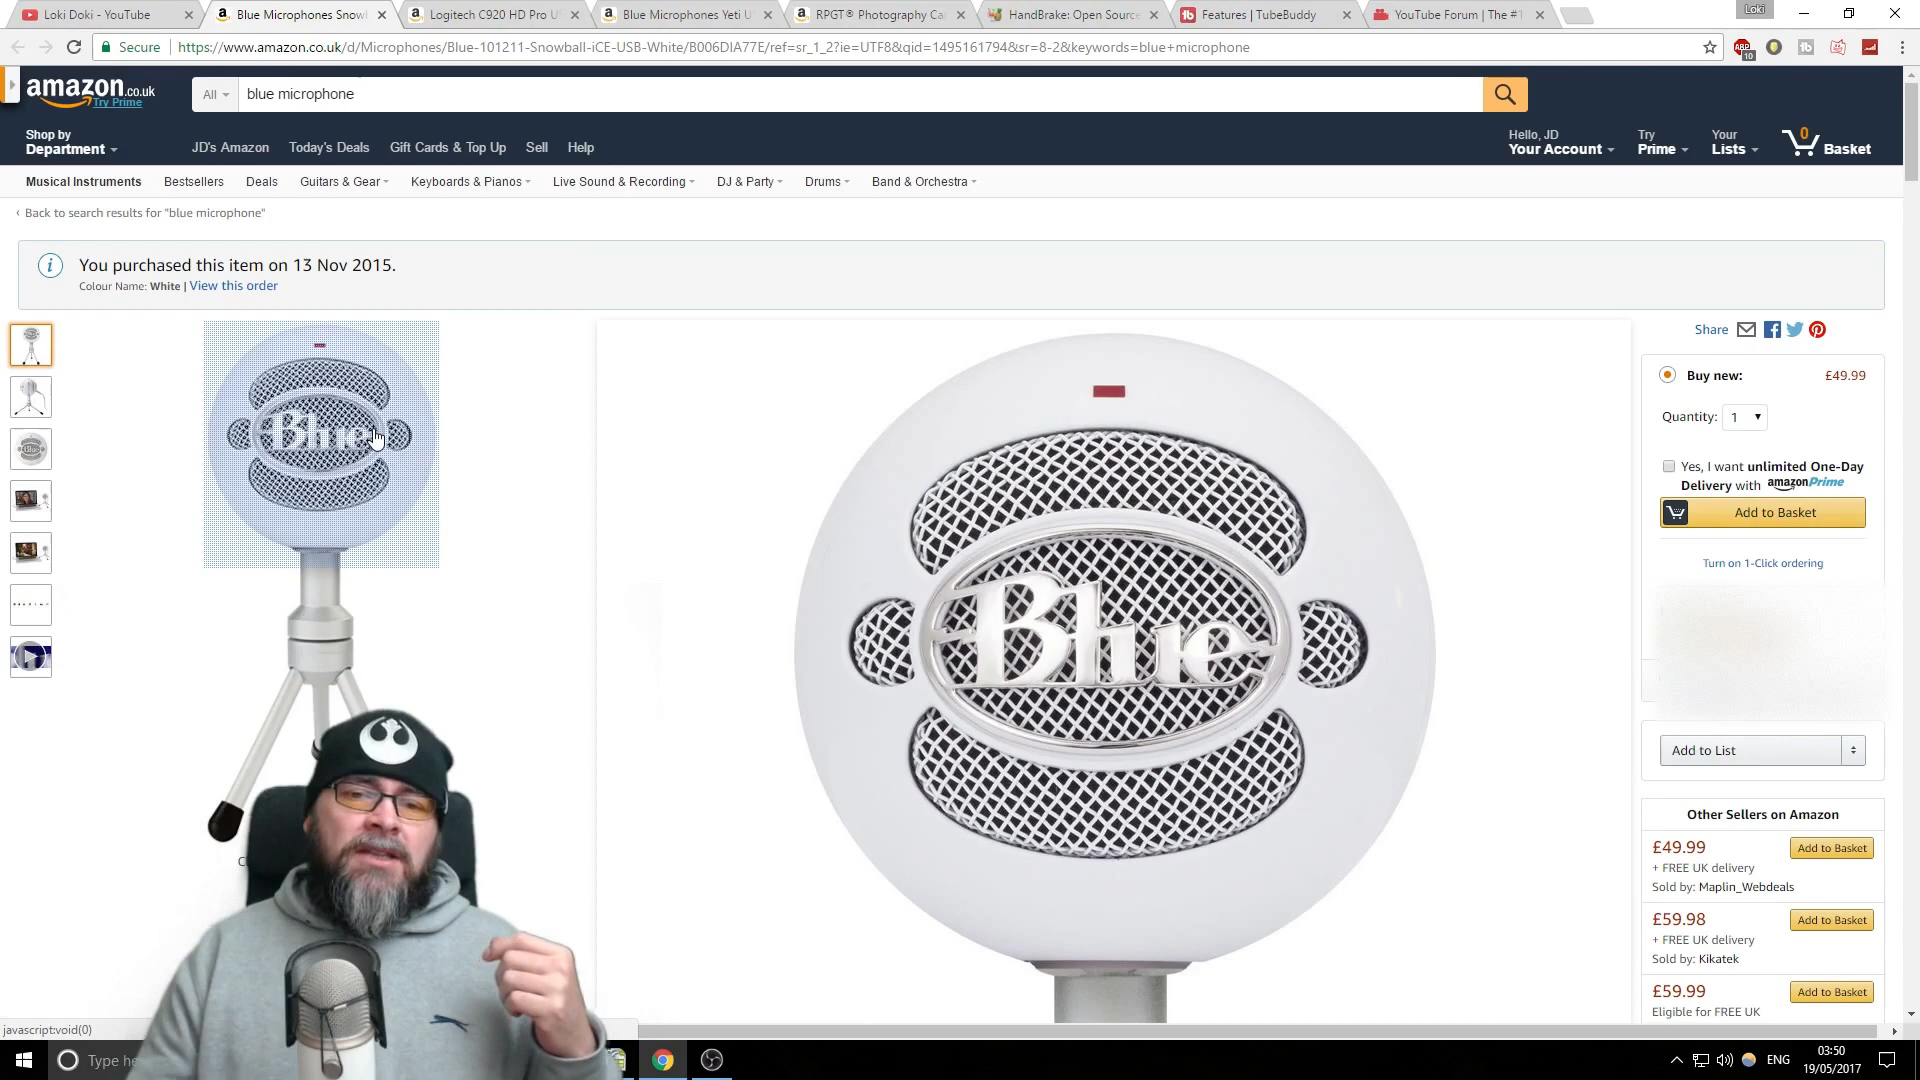 Loki Doki - YouTube
Blue Microphones Snowb
Logitech C920 HD Pro US
Blue Microphones Yeti U
RPGT® Photography Ca
HandBrake: Open Source
Features | TubeBuddy
YouTube Forum | The #1
Loki
Secure
https://www.amazon.co.uk/d/Microphones/Blue-101211-Snowball-iCE-USB-White/B006DIA77E/ref=sr_1_2?ie=UTF8&qid=1495161794&sr=8-2&keywords=blue+microphone
ABP
10
amazon.co.uk
Try Prime
All
blue microphone
Shop by
Department
JD's Amazon
Today's Deals
Gift Cards & Top Up
Sell
Help
Hello, JD
Your Account
Try
Prime
Your
Lists
0
Basket
Musical Instruments
Bestsellers
Deals
Guitars & Gear
Keyboards & Pianos
Live Sound & Recording
DJ & Party
Drums
Band & Orchestra
‹ Back to search results for "blue microphone"
You purchased this item on 13 Nov 2015.
Colour Name: White | View this order
Share
Blue
Blue
Buy new:
£49.99
Quantity:
1
Yes, I want unlimited One-Day
Delivery with amazonPrime
Add to Basket
Turn on 1-Click ordering
Add to List
Other Sellers on Amazon
£49.99
Add to Basket
+ FREE UK delivery
Sold by: Maplin_Webdeals
£59.98
Add to Basket
+ FREE UK delivery
Sold by: Kikatek
£59.99
Add to Basket
Eligible for FREE UK
javascript:void(0)
Type he
ENG
03:50
19/05/2017